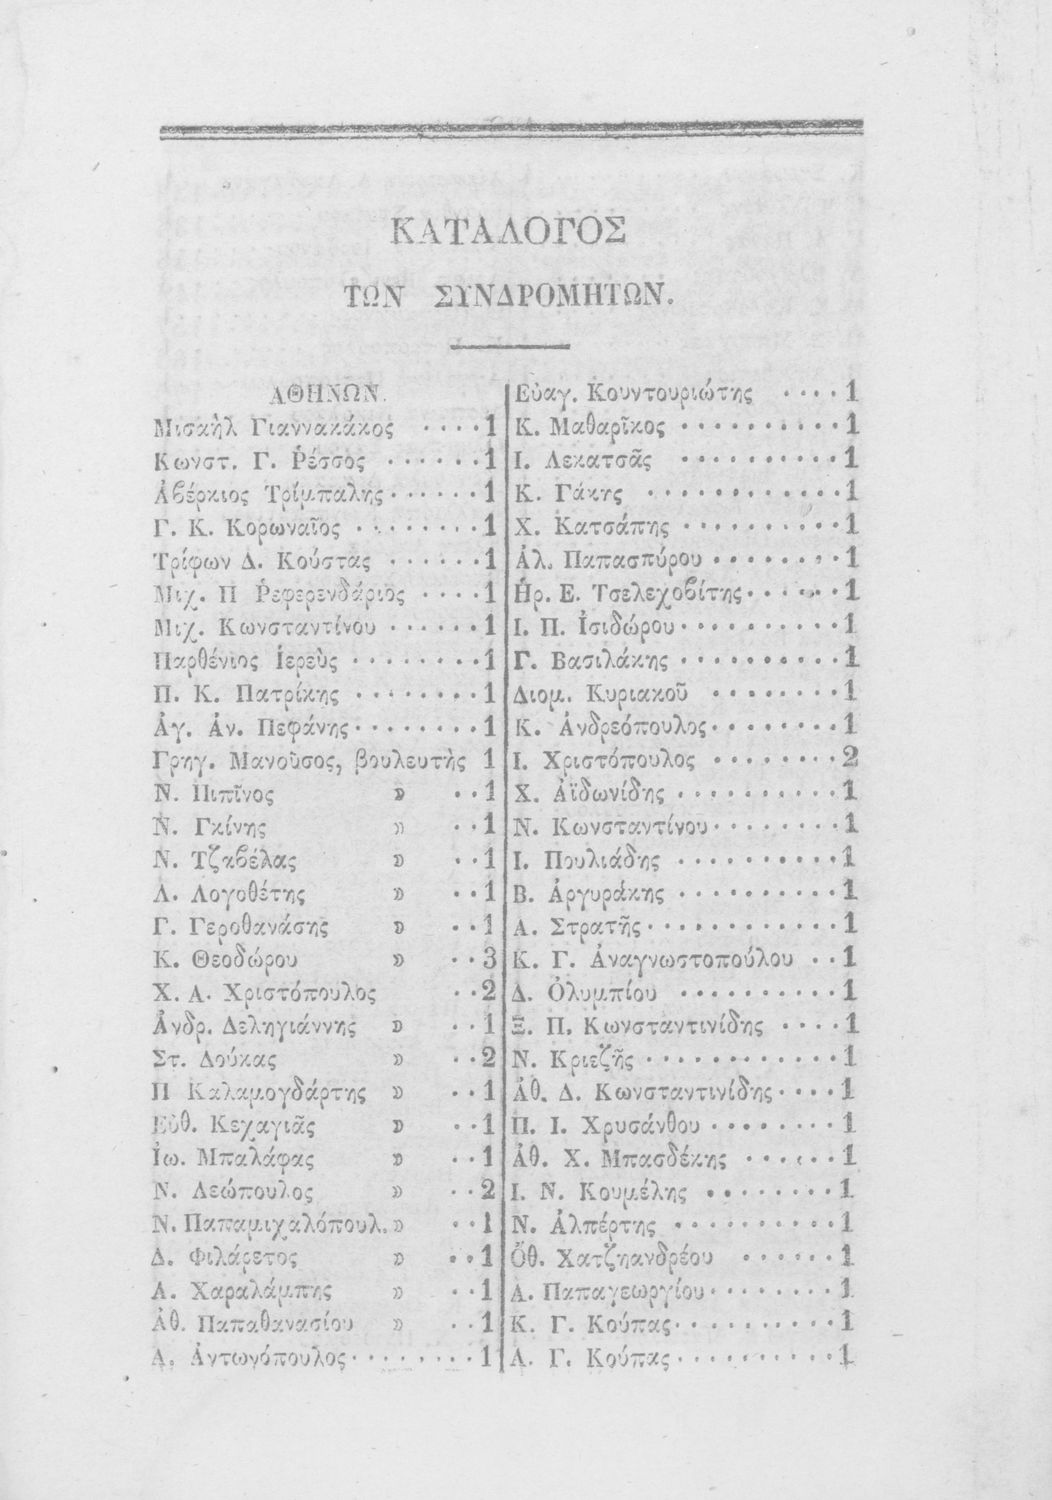 ΚΑΤΑΛΟΓΟΣ
ΤΩΝ ΣΥΝΔΡΟΜΗΤΩΝ.
ΑΘΗΝΩΝ.
Μισαὴλ Γιαννακάκος ····1
Κωνστ. Γ. Ῥέσσος ······1
Ἀβέρκιος Τρίμπαλης······1
Γ. Κ. Κορωναῖος ········1
Τρίφων Δ. Κούστας ······1
Μιχ. Π Ῥεφερενδάριος ····1
Μιχ. Κωνσταντίνου ······1
Παρθένιος Ἱερεὺς ········1
Π. Κ. Πατρίκης ········1
Ἀγ. Ἀν. Πεφάνης········1
Γρηγ. Μανοῦσος, βουλευτὴς 1
Ν. Πιπῖνος » ··1
Ν. Γκίνης » ··1
Ν. Τζαβέλας » ··1
Λ. Λογοθέτης » ··1
Γ. Γεροθανάσης » ··1
Κ. Θεοδώρου » ··3
Χ. Α. Χριστόπουλος ··2
Ἀνδρ. Δεληγιάννης » ··1
Στ. Δούκας » ··2
Π Καλαμογδάρτης » ··1
Εὐθ. Κεχαγιᾶς » ··1
Ἰω. Μπαλάφας » ··1
Ν. Λεώπουλος » ··2
Ν. Παπαμιχαλόπουλ.» ··1
Δ. Φιλάρετος » ··1
Α. Χαραλάμπης » ··1
Ἀθ. Παπαθανασίου » ··1
Α. Ἀντωνόπουλος········1
Εὐαγ. Κουντουριώτης ····1
Κ. Μαθαρῖκος ··········1
Ι. Λεκατσᾶς ··········1
Κ. Γάκης ············1
Χ. Κατσάπης ··········1
Ἀλ. Παπασπύρου ········1
Ἡρ. Ε. Τσελεχοβίτης······1
Ι. Π. Ἰσιδώρου··········1
Γ. Βασιλάκης ··········1
Διομ. Κυριακοῦ ········1
Κ. Ἀνδρεόπουλος········1
Ι. Χριστόπουλος ········2
Χ. Ἀϊδωνίδης ··········1
Ν. Κωνσταντίνου········1
Ι. Πουλιάδης ··········1
Β. Ἀργυράκης ··········1
Α. Στρατῆς············1
Κ. Γ. Ἀναγνωστοπούλου ··1
Δ. Ὀλυμπίου ··········1
Ξ. Π. Κωνσταντινίδης ····1
Ν. Κριεζῆς ············1
Ἀθ. Δ. Κωνσταντινίδης····1
Π. Ι. Χρυσάνθου ········1
Ἀθ. Χ. Μπασδέκης ······1
Ι. Ν. Κουμέλης ········1
Ν. Ἀλπέρτης ··········1
Ὄθ. Χατζηανδρέου ······1
Α. Παπαγεωργίου········1
Κ. Γ. Κούπας··········1
Α. Γ. Κούπας··········1